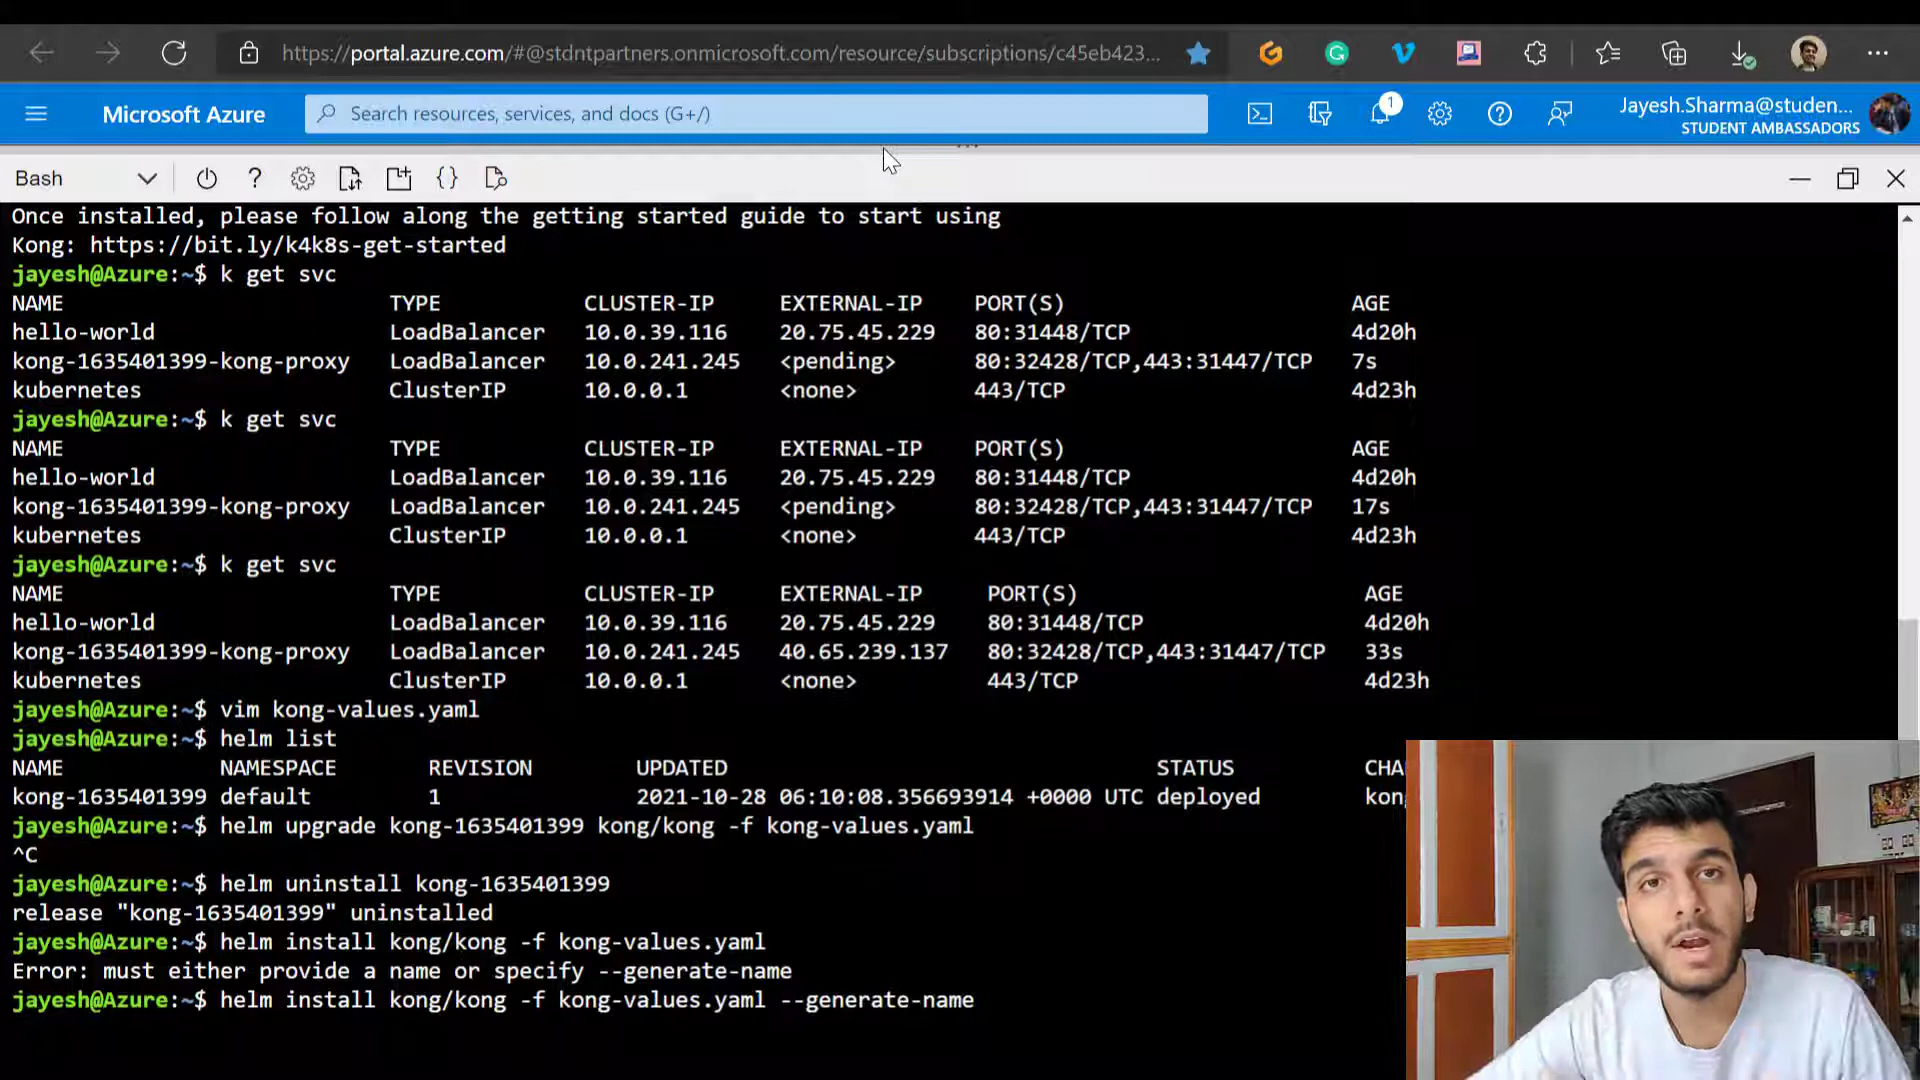 https://portal.azure.com/#@stdntpartners.onmicrosoft.com/resource/subscriptions/c45eb423...
Microsoft Azure
Search resources, services, and docs (G+/)
1
Jayesh.Sharma@studen...
STUDENT AMBASSADORS
Bash
Once installed, please follow along the getting started guide to start using
Kong: https://bit.ly/k4k8s-get-started
jayesh@Azure:~$ k get svc
NAME TYPE CLUSTER-IP EXTERNAL-IP PORT(S) AGE
hello-world LoadBalancer 10.0.39.116 20.75.45.229 80:31448/TCP 4d20h
kong-1635401399-kong-proxy LoadBalancer 10.0.241.245 <pending> 80:32428/TCP,443:31447/TCP 7s
kubernetes ClusterIP 10.0.0.1 <none> 443/TCP 4d23h
jayesh@Azure:~$ k get svc
NAME TYPE CLUSTER-IP EXTERNAL-IP PORT(S) AGE
hello-world LoadBalancer 10.0.39.116 20.75.45.229 80:31448/TCP 4d20h
kong-1635401399-kong-proxy LoadBalancer 10.0.241.245 <pending> 80:32428/TCP,443:31447/TCP 17s
kubernetes ClusterIP 10.0.0.1 <none> 443/TCP 4d23h
jayesh@Azure:~$ k get svc
NAME TYPE CLUSTER-IP EXTERNAL-IP PORT(S) AGE
hello-world LoadBalancer 10.0.39.116 20.75.45.229 80:31448/TCP 4d20h
kong-1635401399-kong-proxy LoadBalancer 10.0.241.245 40.65.239.137 80:32428/TCP,443:31447/TCP 33s
kubernetes ClusterIP 10.0.0.1 <none> 443/TCP 4d23h
jayesh@Azure:~$ vim kong-values.yaml
jayesh@Azure:~$ helm list
NAME NAMESPACE REVISION UPDATED STATUS CHA
kong-1635401399 default 1 2021-10-28 06:10:08.356693914 +0000 UTC deployed kon
jayesh@Azure:~$ helm upgrade kong-1635401399 kong/kong -f kong-values.yaml
^C
jayesh@Azure:~$ helm uninstall kong-1635401399
release "kong-1635401399" uninstalled
jayesh@Azure:~$ helm install kong/kong -f kong-values.yaml
Error: must either provide a name or specify --generate-name
jayesh@Azure:~$ helm install kong/kong -f kong-values.yaml --generate-name